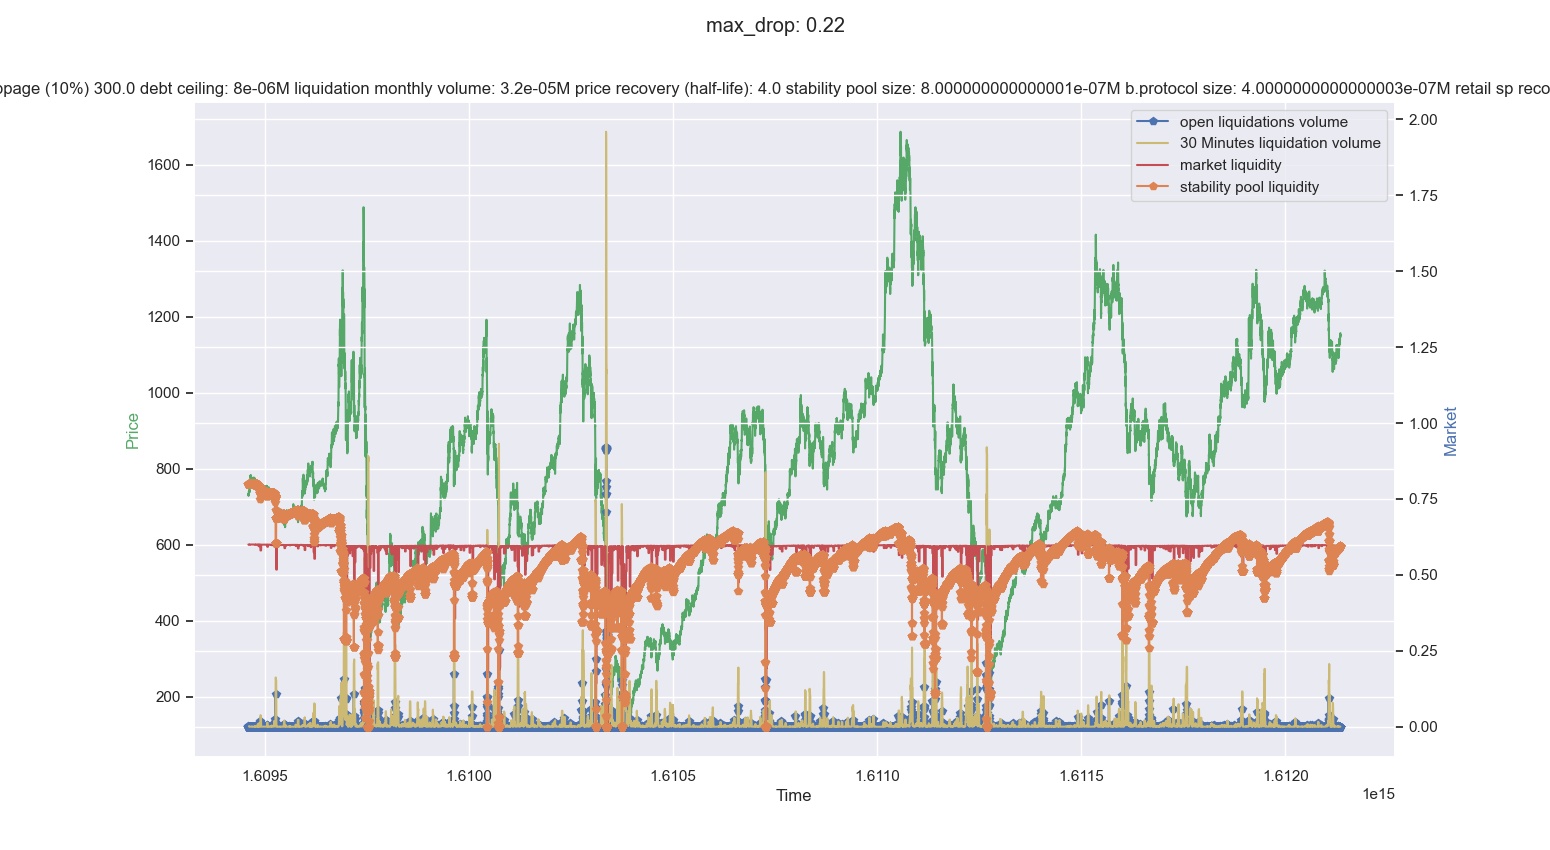 max_drop: 0.22
opage (10%) 300.0 debt ceiling: 8e-06M liquidation monthly volume: 3.2e-05M price recovery (half-life): 4.0 stability pool size: 8.000000000000001e-07M b.protocol size: 4.0000000000000003e-07M retail sp reco
open liquidations volume
30 Minutes liquidation volume
market liquidity
stability pool liquidity
1600
1400
1200
1000
800
600
400
200
Price
2.00
1.75
1.50
1.25
1.00
0.75
0.50
0.25
0.00
Market
1.6095
1.6100
1.6105
1.6110
1.6115
1.6120
Time
1e15